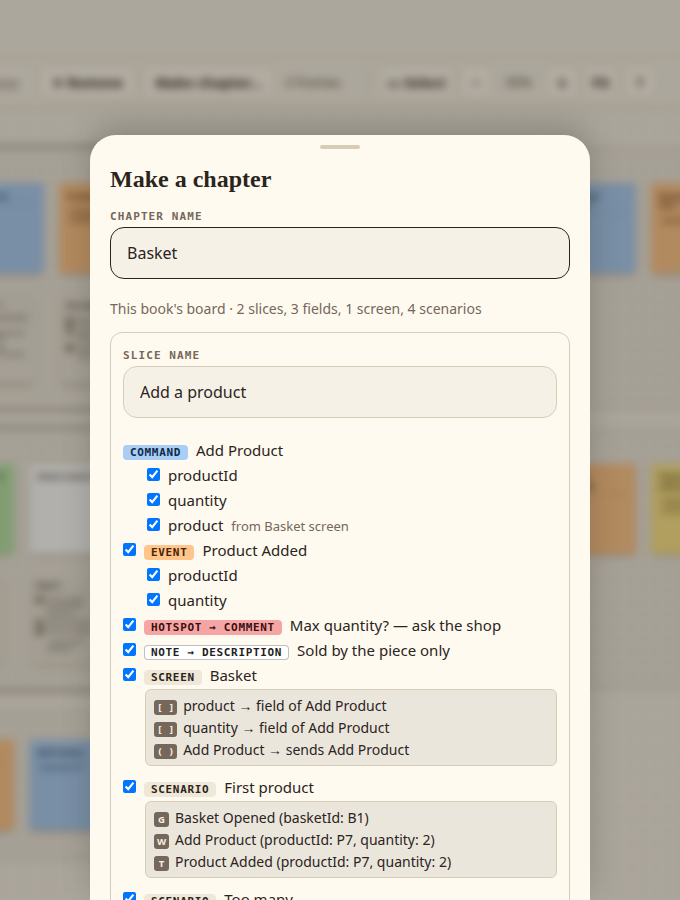 Make a chapter
CHAPTER NAME
Basket
This book's board · 2 slices, 3 fields, 1 screen, 4 scenarios
SLICE NAME
Add a product
COMMAND Add Product
productId
quantity
product from Basket screen
EVENT Product Added
productId
quantity
HOTSPOT → COMMENT Max quantity? — ask the shop
NOTE → DESCRIPTION Sold by the piece only
SCREEN Basket
[ ] product → field of Add Product
[ ] quantity → field of Add Product
( ) Add Product → sends Add Product
SCENARIO First product
G Basket Opened (basketId: B1)
W Add Product (productId: P7, quantity: 2)
T Product Added (productId: P7, quantity: 2)
SCENARIO Too many